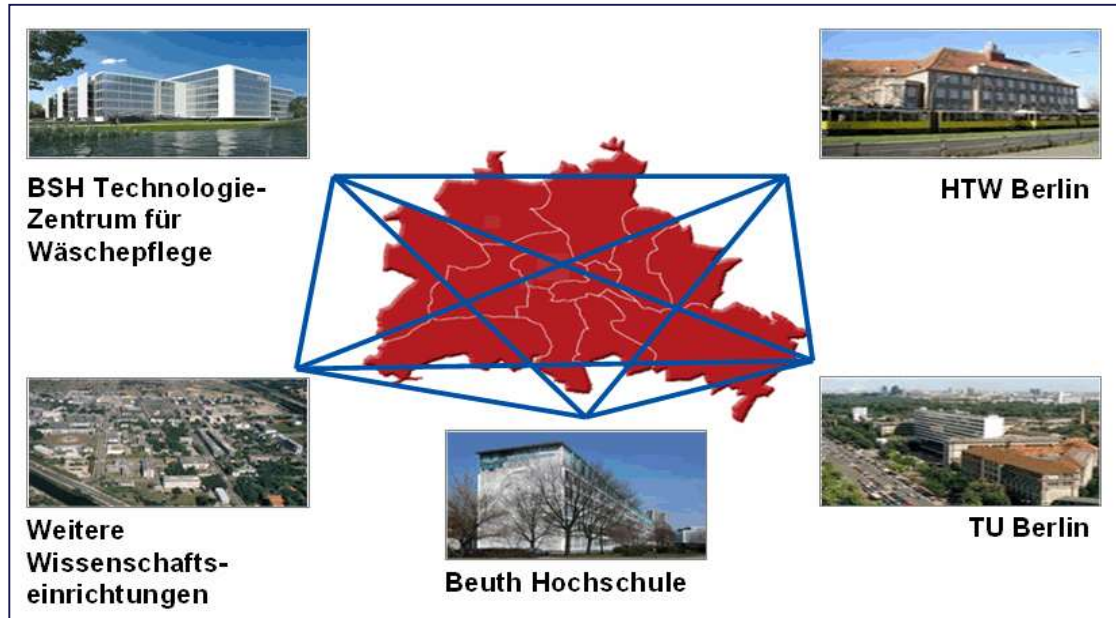 BSH Technologie-
Zentrum für
Wäschepflege
HTW Berlin
Weitere
Wissenschafts-
einrichtungen
Beuth Hochschule
TU Berlin